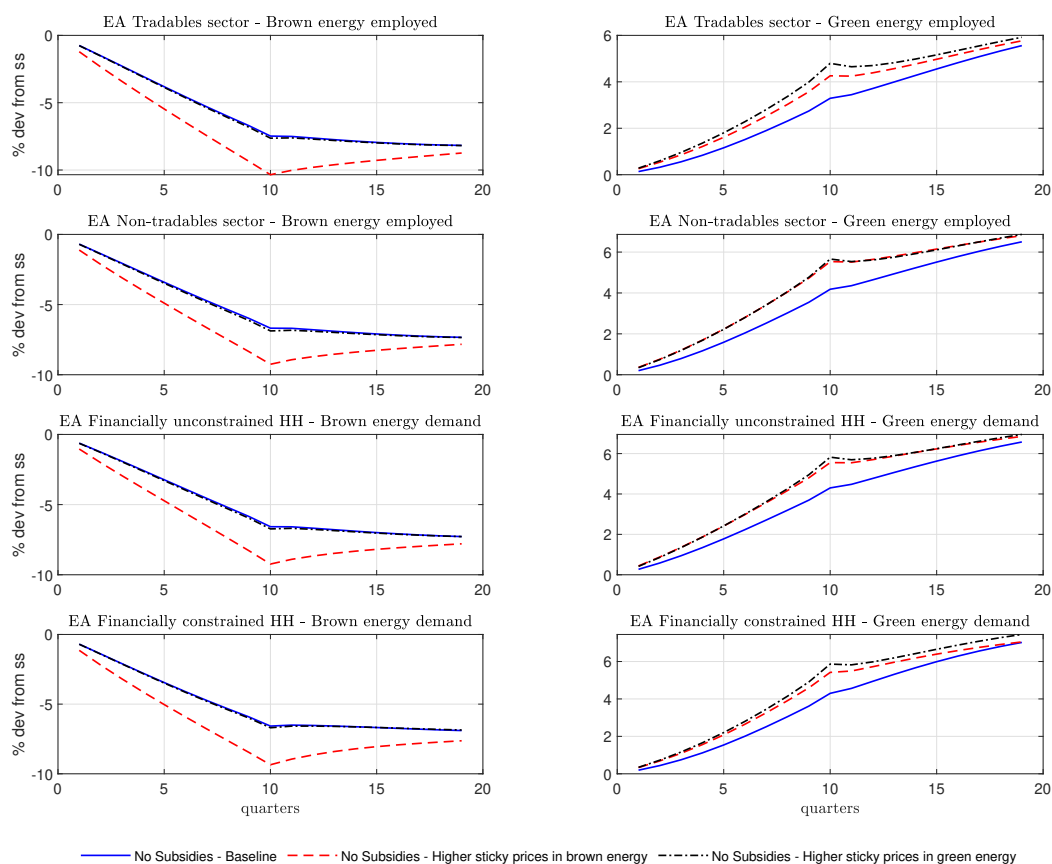 EA Tradables sector - Brown energy employed
% dev from ss
0
-5
-10
0 5 10 15 20
EA Tradables sector - Green energy employed
6
4
2
0
0 5 10 15 20
EA Non-tradables sector - Brown energy employed
% dev from ss
0
-5
-10
0 5 10 15 20
EA Non-tradables sector - Green energy employed
6
4
2
0
0 5 10 15 20
EA Financially unconstrained HH - Brown energy demand
% dev from ss
0
-5
-10
0 5 10 15 20
EA Financially unconstrained HH - Green energy demand
6
4
2
0
0 5 10 15 20
EA Financially constrained HH - Brown energy demand
% dev from ss
0
-5
-10
0 5 10 15 20
quarters
EA Financially constrained HH - Green energy demand
6
4
2
0
0 5 10 15 20
quarters
No Subsidies - Baseline No Subsidies - Higher sticky prices in brown energy No Subsidies - Higher sticky prices in green energy